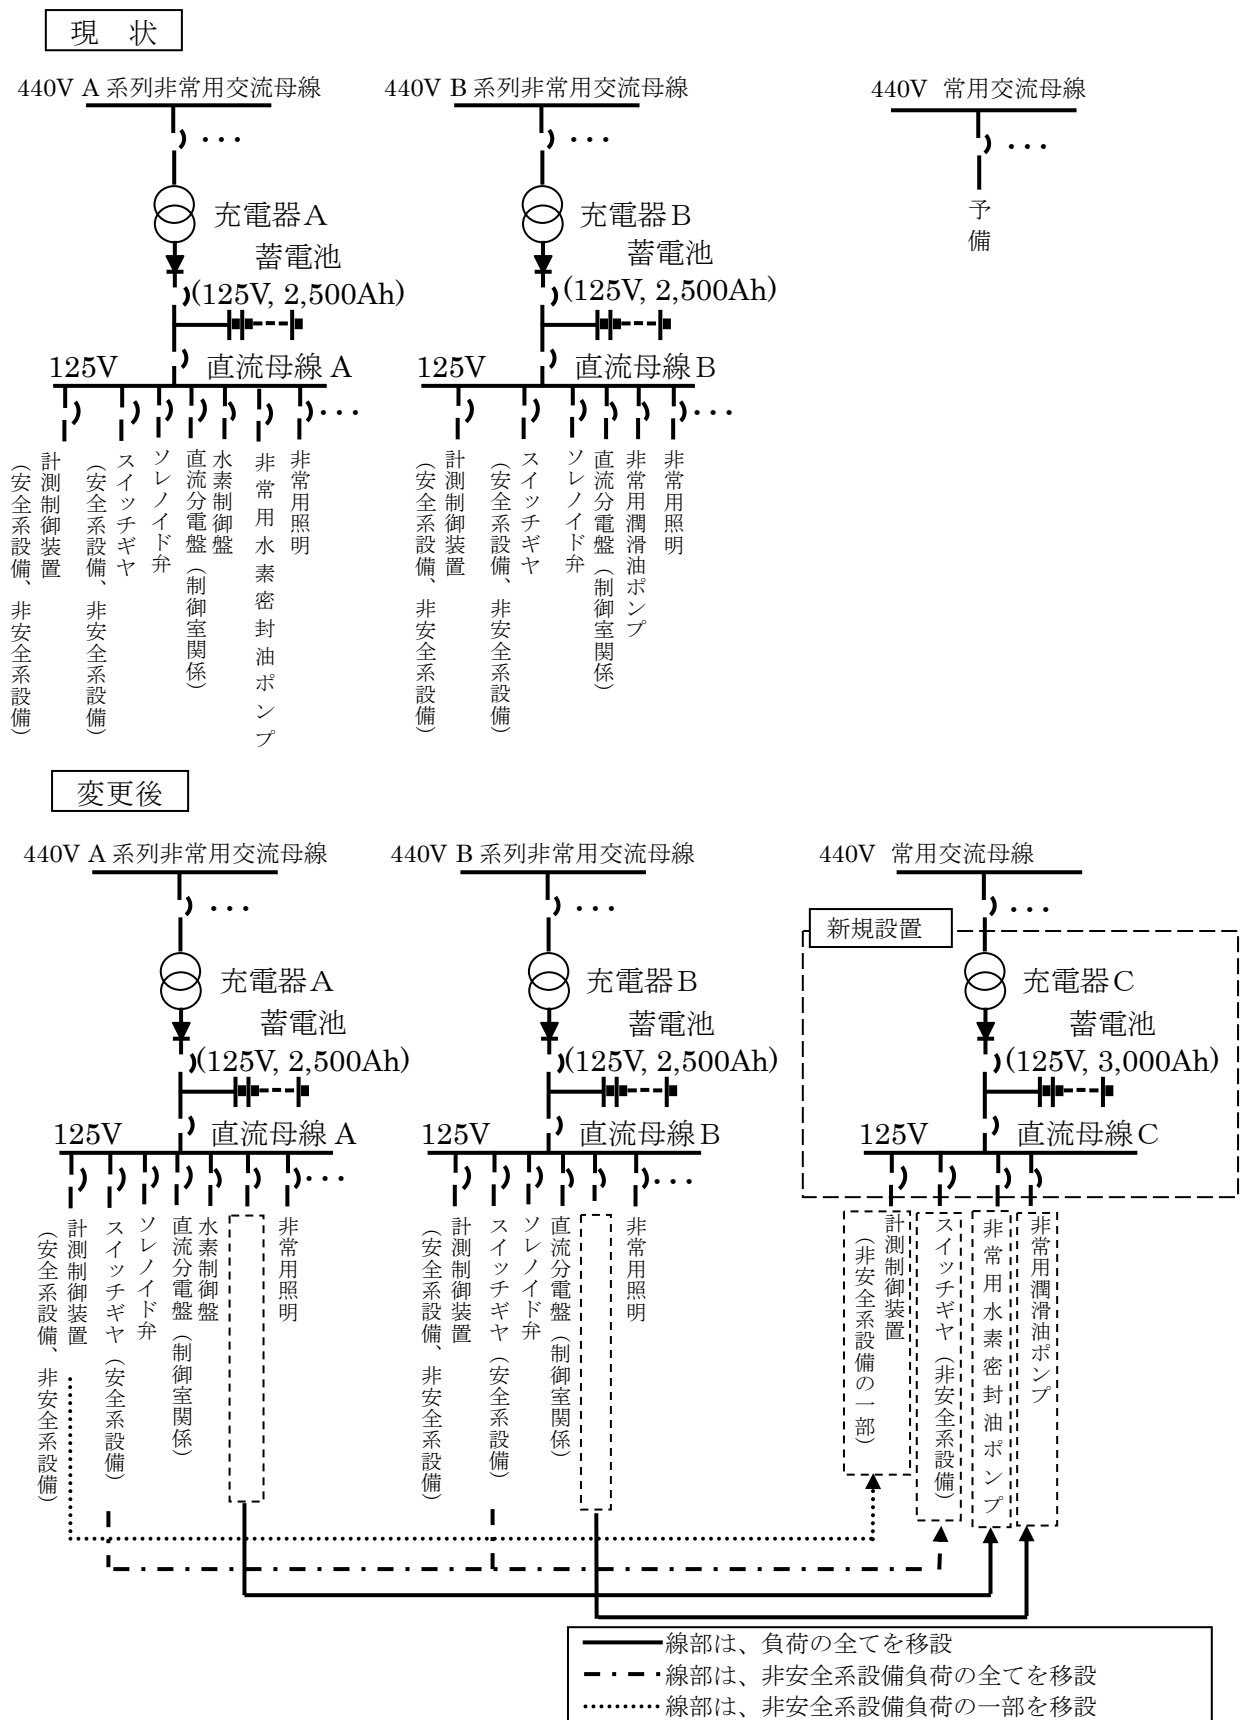 現 状
440V A 系列非常用交流母線
440V B 系列非常用交流母線
440V 常用交流母線
・・・
・・・
・・・
充電器A
充電器B
予備
蓄電池
蓄電池
(125V, 2,500Ah)
(125V, 2,500Ah)
125V
直流母線 A
125V
直流母線B
・・・
・・・
計測制御装置
(安全系設備、非安全系設備)
スイッチギヤ
(安全系設備、非安全系設備)
ソレノイド弁
直流分電盤(制御室関係)
水素制御盤
非常用水素密封油ポンプ
非常用照明
計測制御装置
(安全系設備、非安全系設備)
スイッチギヤ
(安全系設備、非安全系設備)
ソレノイド弁
直流分電盤(制御室関係)
非常用潤滑油ポンプ
非常用照明
変更後
440V A 系列非常用交流母線
440V B 系列非常用交流母線
440V 常用交流母線
・・・
・・・
・・・
新規設置
充電器A
充電器B
充電器C
蓄電池
蓄電池
蓄電池
(125V, 2,500Ah)
(125V, 2,500Ah)
(125V, 3,000Ah)
125V
直流母線 A
125V
直流母線B
125V
直流母線C
・・・
・・・
計測制御装置
(安全系設備、非安全系設備)
スイッチギヤ(安全系設備)
ソレノイド弁
直流分電盤(制御室関係)
水素制御盤
非常用照明
計測制御装置
(安全系設備、非安全系設備)
スイッチギヤ(安全系設備)
ソレノイド弁
直流分電盤(制御室関係)
非常用照明
計測制御装置
(非安全系設備の一部)
スイッチギヤ(非安全系設備)
非常用水素密封油ポンプ
非常用潤滑油ポンプ
線部は、負荷の全てを移設
線部は、非安全系設備負荷の全てを移設
線部は、非安全系設備負荷の一部を移設